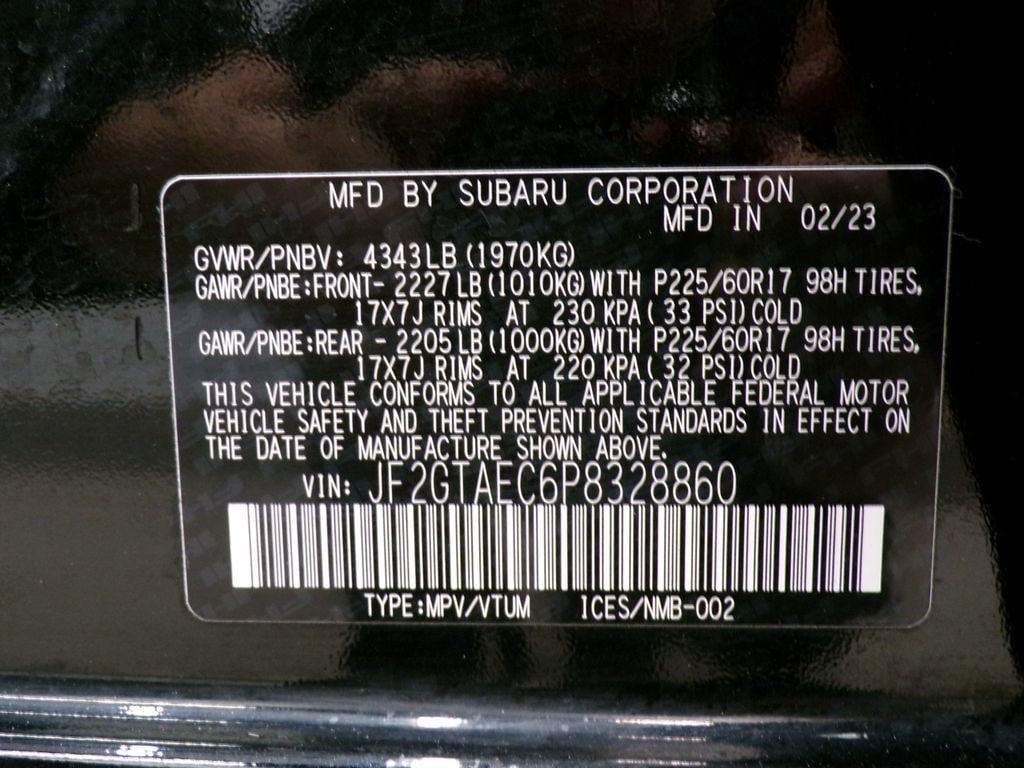 MFD BY SUBARU CORPORATION
MFD IN 02/23
GVWR/PNBV: 4343LB (1970KG)
GAWR/PNBE:FRONT- 2227LB (1010KG) WITH P225/60R17 98H TIRES,
17X7J RIMS AT 230 KPA ( 33 PSI) COLD
GAWR/PNBE:REAR - 2205LB (1000KG) WITH P225/60R17 98H TIRES,
17X7J RIMS AT 220 KPA ( 32 PSI) COLD
THIS VEHICLE CONFORMS TO ALL APPLICABLE FEDERAL MOTOR
VEHICLE SAFETY AND THEFT PREVENTION STANDARDS IN EFFECT ON
THE DATE OF MANUFACTURE SHOWN ABOVE.
VIN: JF2GTAEC6P8328860
TYPE:MPV/VTUM ICES/NMB-002